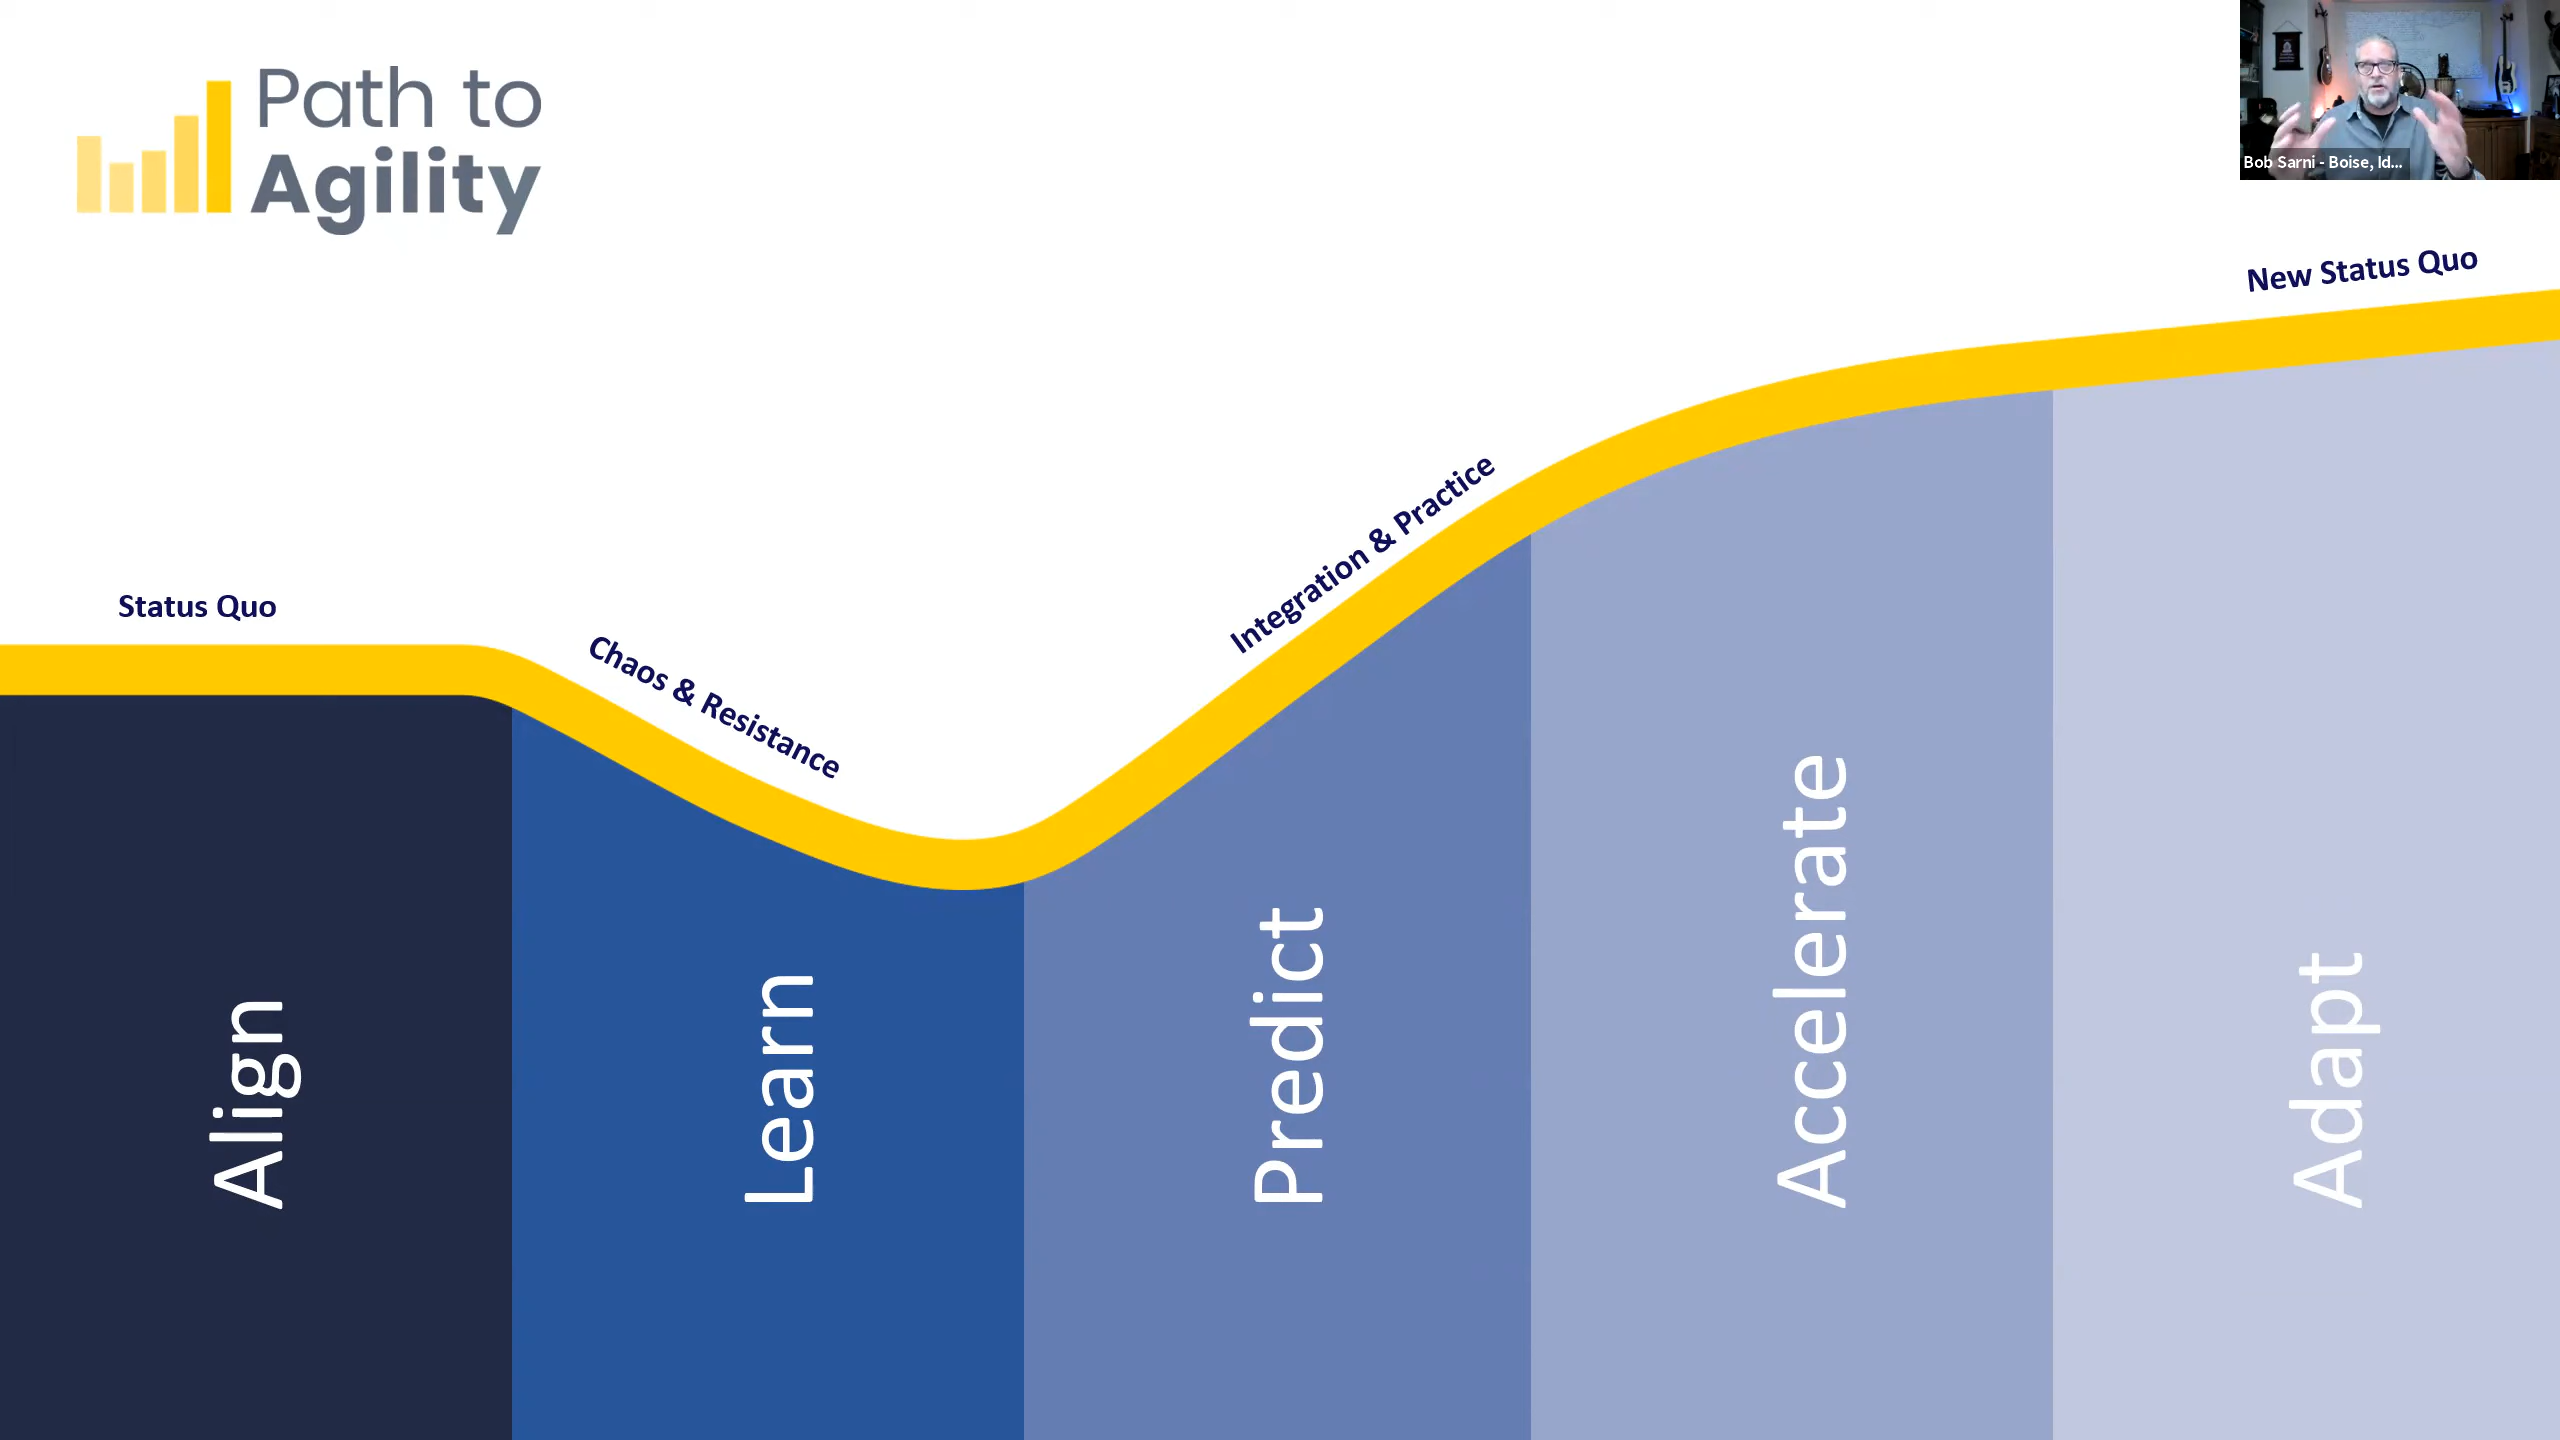 Path to
Agility
Bob Sarni - Boise, Id...
New Status Quo
Integration & Practice
Status Quo
Chaos & Resistance
Align
Learn
Predict
Accelerate
Adapt